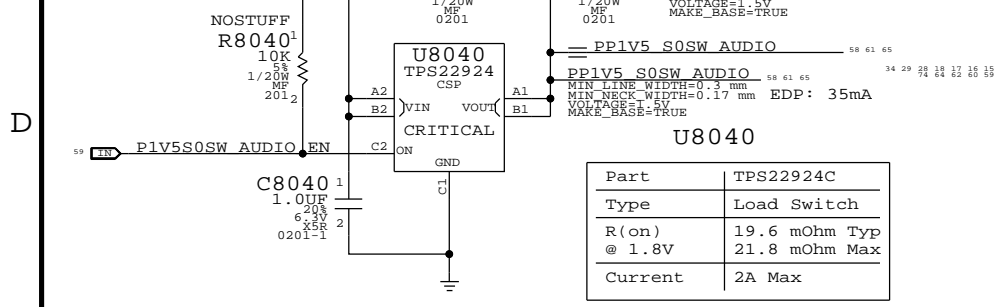 1/20W
MF
0201
1/20W
MF
0201
VOLTAGE=1.5V
MAKE_BASE=TRUE
NOSTUFF
R8040
1
10K
5%
1/20W
MF
201
2
U8040
TPS22924
CSP
A2
B2
VIN
VOUT
A1
B1
CRITICAL
C2
ON
GND
C1
PP1V5_S0SW_AUDIO
58 61 65
PP1V5_S0SW_AUDIO
58 61 65
MIN_LINE_WIDTH=0.3 mm
MIN_NECK_WIDTH=0.17 mm
VOLTAGE=1.5V
MAKE_BASE=TRUE
EDP: 35mA
34 29 28 18 17 16 15
74 64 62 60 59
D
59
IN
P1V5S0SW_AUDIO_EN
C8040
1
1.0UF
20%
6.3V
X5R
0201-1
2
U8040
Part TPS22924C
Type Load Switch
R(on) 19.6 mOhm Typ
@ 1.8V 21.8 mOhm Max
Current 2A Max